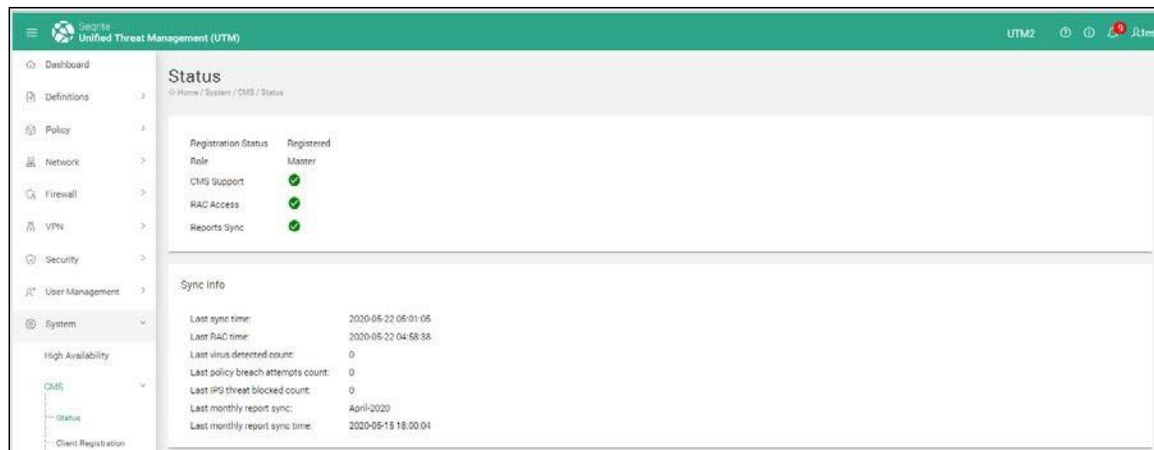 Seqrite
Unified Threat Management (UTM)
UTM2
9
Dashboard
Definitions
Policy
Network
Firewall
VPN
Security
User Management
System
High Availability
CMS
Status
Client Registration
Status
Home / System / CMS / Status
Registration Status Registered
Role Master
CMS Support
RAC Access
Reports Sync
Sync Info
Last sync time: 2020-05-22 05:01:05
Last RAC time: 2020-05-22 04:58:38
Last virus detected count: 0
Last policy breach attempts count: 0
Last IPS threat blocked count: 0
Last monthly report sync: April-2020
Last monthly report sync time: 2020-05-15 18:00:04